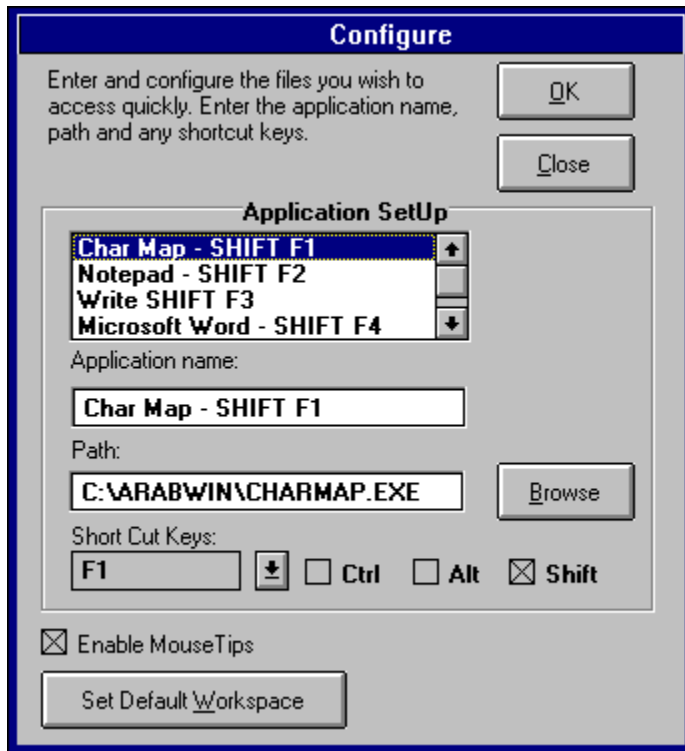 Configure
Enter and configure the files you wish to
access quickly. Enter the application name,
path and any shortcut keys.
OK
Close
Application SetUp
Char Map - SHIFT F1
Notepad - SHIFT F2
Write SHIFT F3
Microsoft Word - SHIFT F4
Application name:
Char Map - SHIFT F1
Path:
C:\ARABWIN\CHARMAP.EXE
Browse
Short Cut Keys:
F1 Ctrl Alt Shift
Enable MouseTips
Set Default Workspace